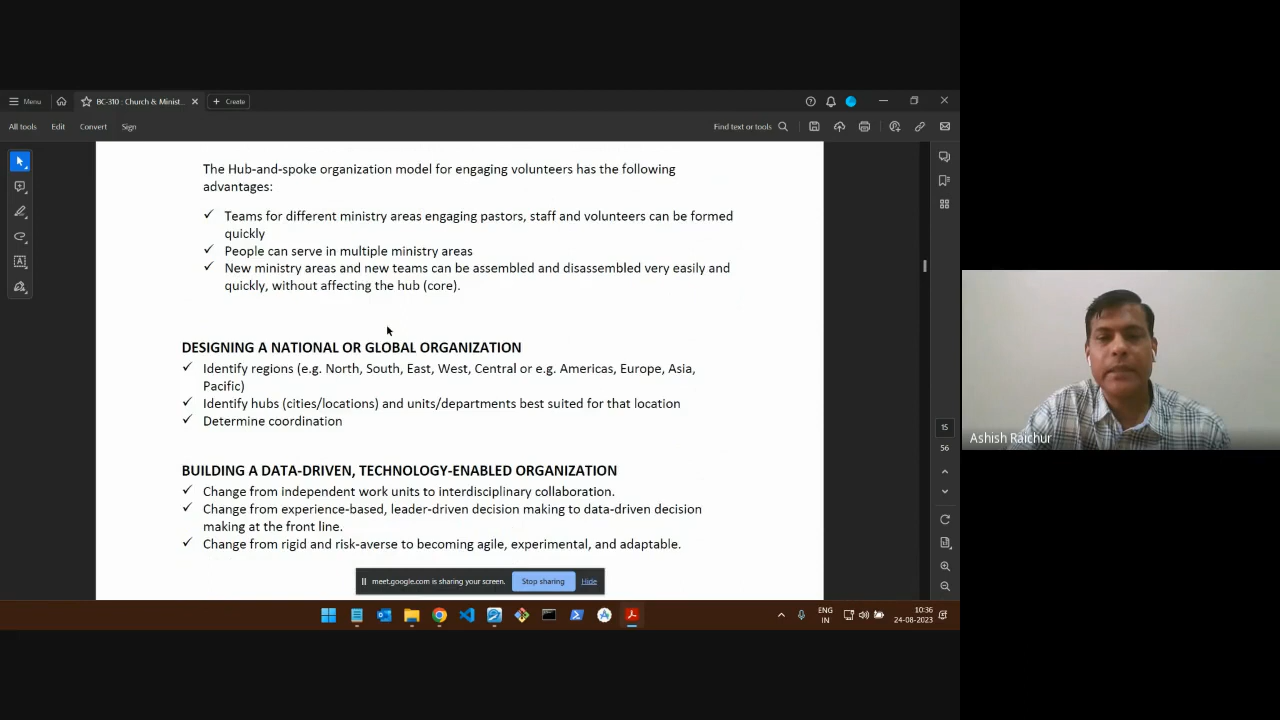 Menu
BC-310 : Church & Minist...
Create
All tools
Edit
Convert
Sign
Find text or tools
The Hub-and-spoke organization model for engaging volunteers has the following
advantages:
✓ Teams for different ministry areas engaging pastors, staff and volunteers can be formed
quickly
✓ People can serve in multiple ministry areas
✓ New ministry areas and new teams can be assembled and disassembled very easily and
quickly, without affecting the hub (core).
DESIGNING A NATIONAL OR GLOBAL ORGANIZATION
✓ Identify regions (e.g. North, South, East, West, Central or e.g. Americas, Europe, Asia,
Pacific)
✓ Identify hubs (cities/locations) and units/departments best suited for that location
✓ Determine coordination
BUILDING A DATA-DRIVEN, TECHNOLOGY-ENABLED ORGANIZATION
✓ Change from independent work units to interdisciplinary collaboration.
✓ Change from experience-based, leader-driven decision making to data-driven decision
making at the front line.
✓ Change from rigid and risk-averse to becoming agile, experimental, and adaptable.
15
56
meet.google.com is sharing your screen.
Stop sharing
Hide
ENG
IN
10:36
24-08-2023
Ashish Raichur